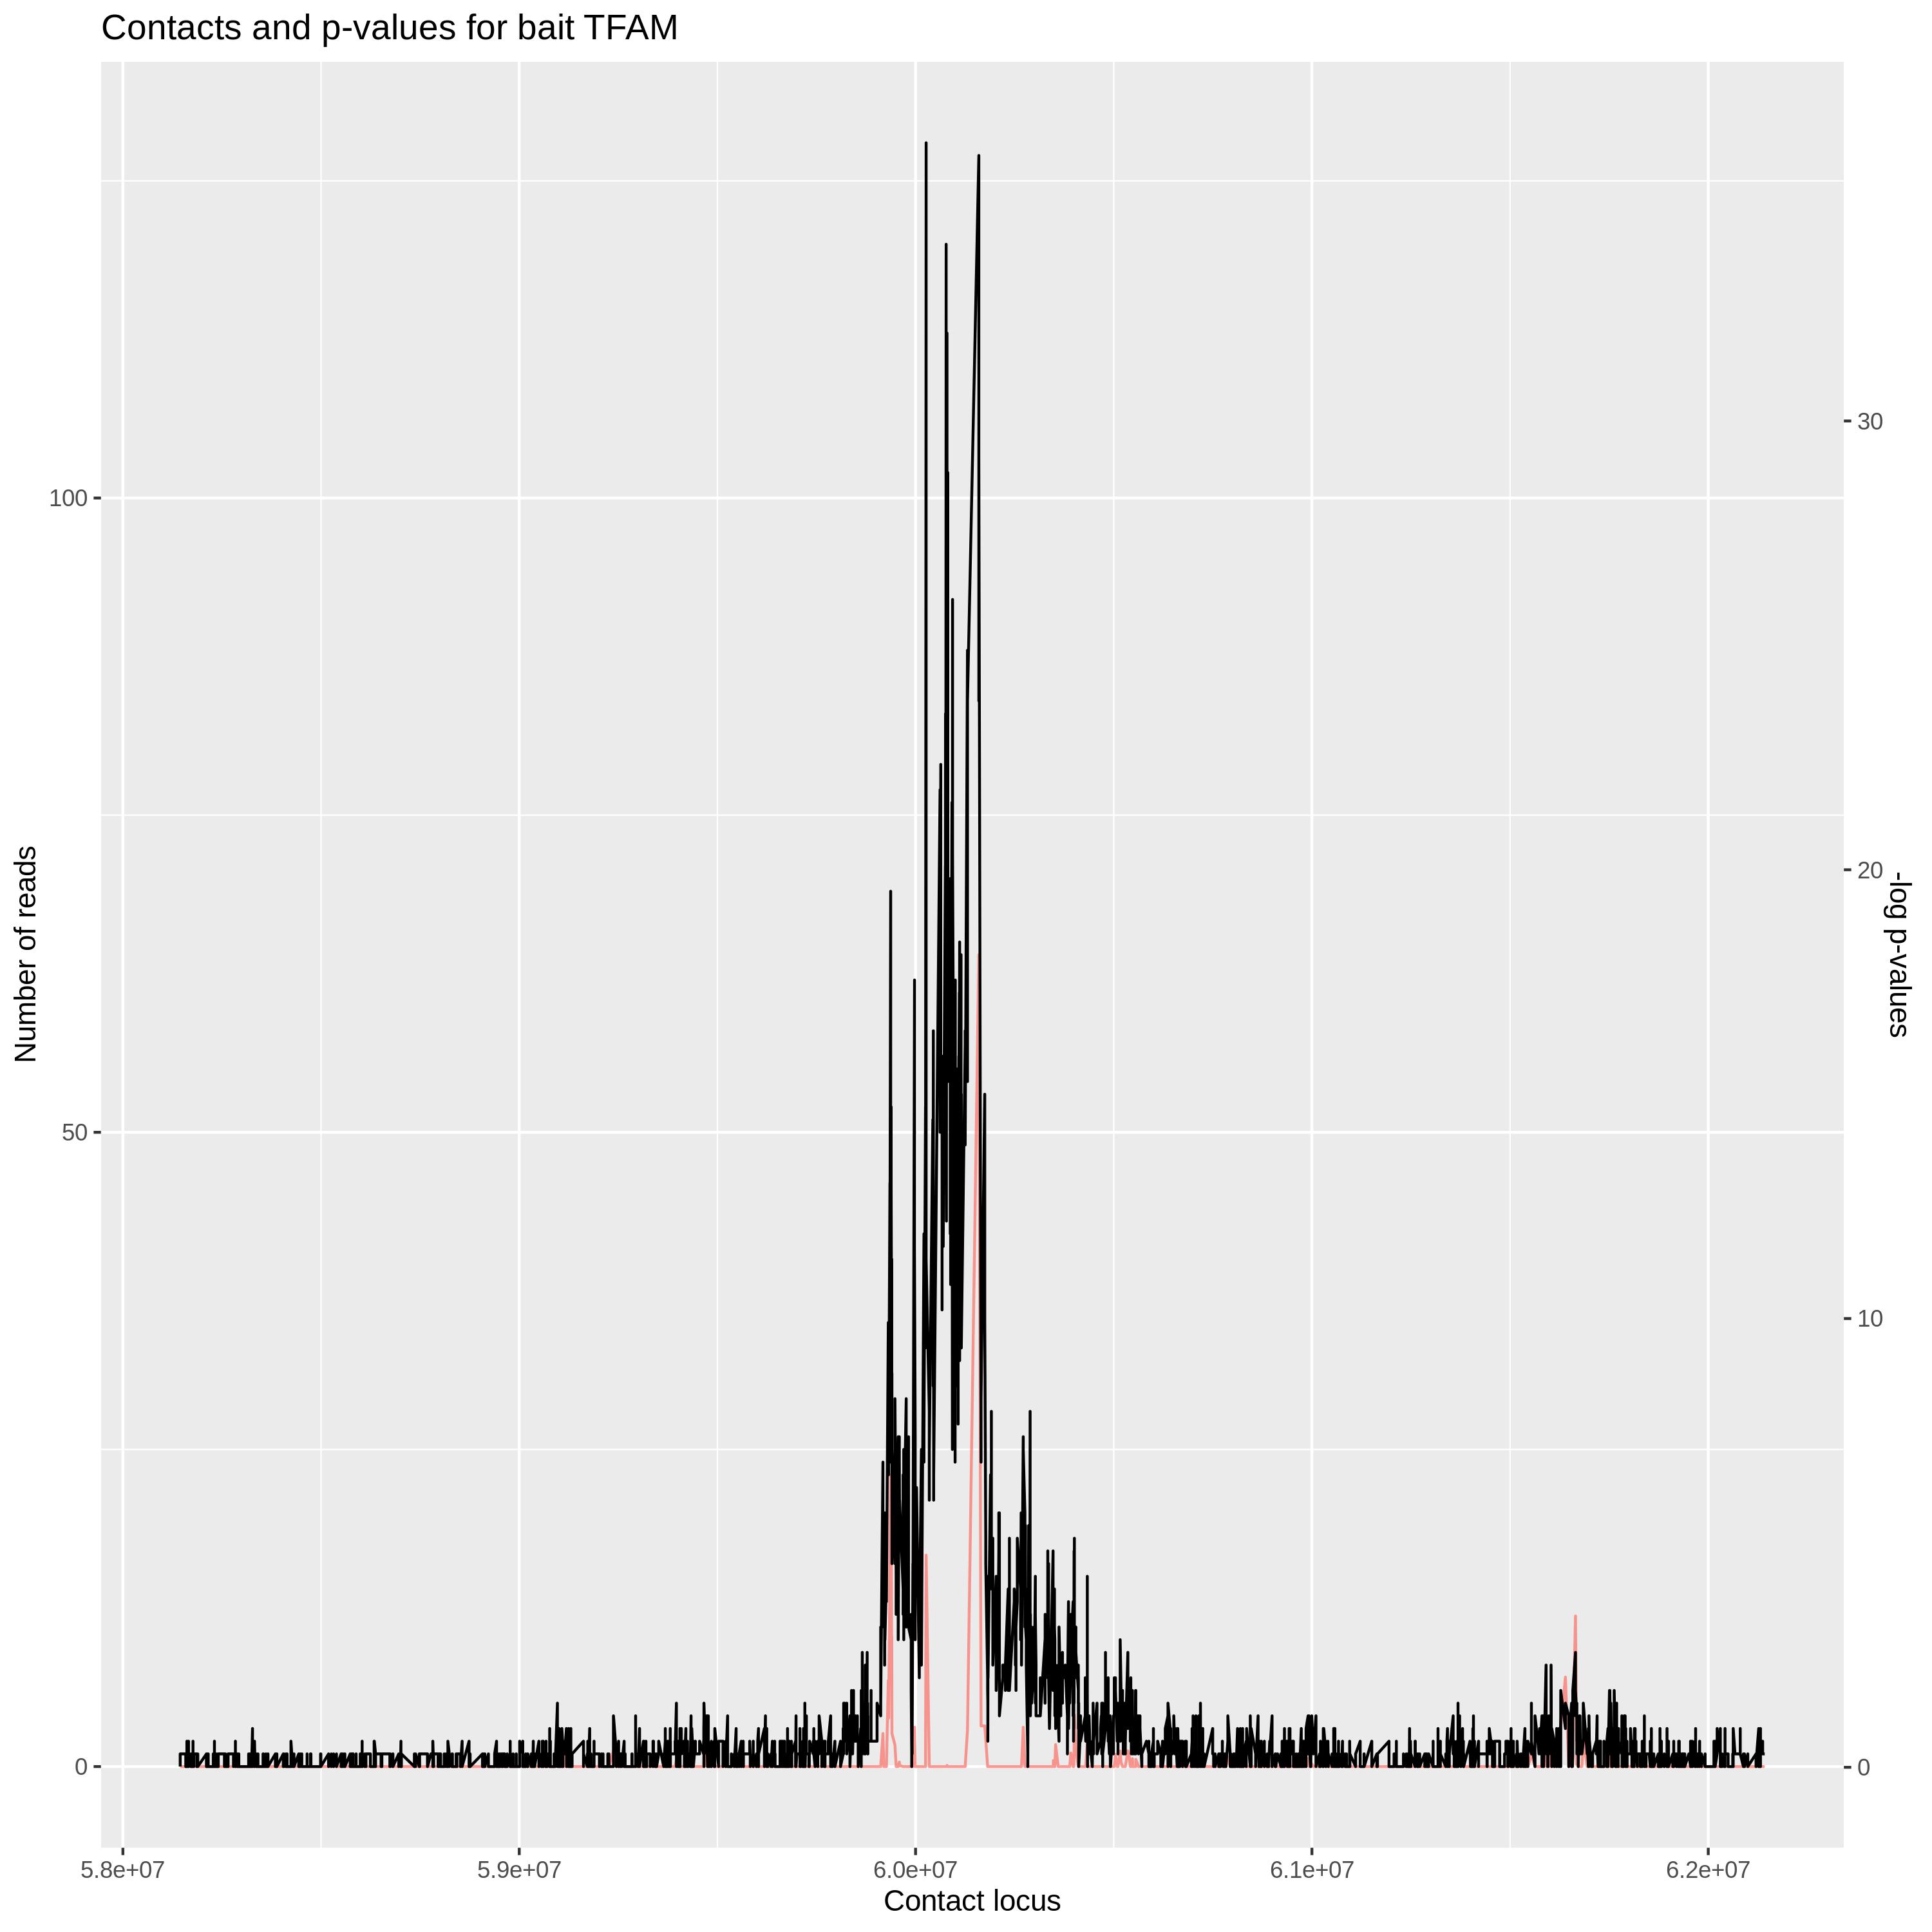 Contacts and p-values for bait TFAM
100
50
0
Number of reads
30
20
10
0
-log p-values
5.8e+07
5.9e+07
6.0e+07
6.1e+07
6.2e+07
Contact locus